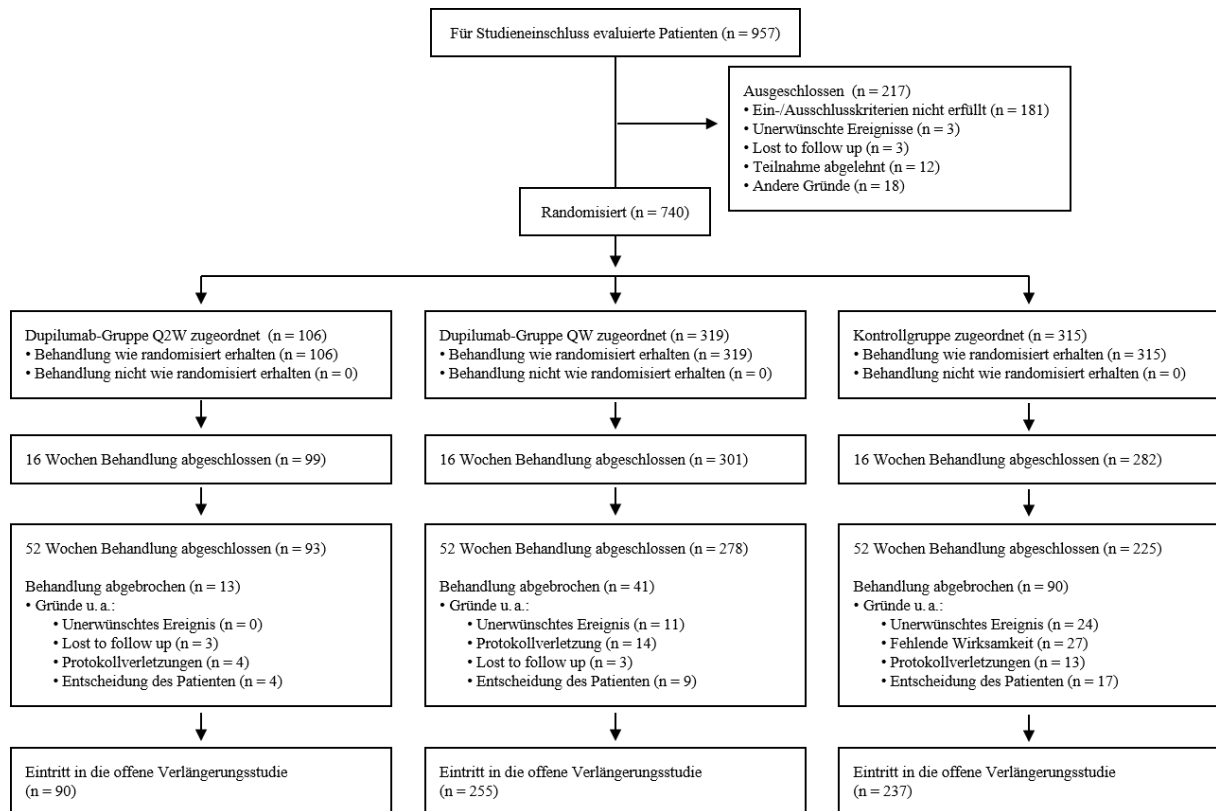 Für Studieneinschluss evaluierte Patienten (n = 957)
Ausgeschlossen (n = 217)
• Ein-/Ausschlusskriterien nicht erfüllt (n = 181)
• Unerwünschte Ereignisse (n = 3)
• Lost to follow up (n = 3)
• Teilnahme abgelehnt (n = 12)
• Andere Gründe (n = 18)
Randomisiert (n = 740)
Dupilumab-Gruppe Q2W zugeordnet (n = 106)
• Behandlung wie randomisiert erhalten (n = 106)
• Behandlung nicht wie randomisiert erhalten (n = 0)
Dupilumab-Gruppe QW zugeordnet (n = 319)
• Behandlung wie randomisiert erhalten (n = 319)
• Behandlung nicht wie randomisiert erhalten (n = 0)
Kontrollgruppe zugeordnet (n = 315)
• Behandlung wie randomisiert erhalten (n = 315)
• Behandlung nicht wie randomisiert erhalten (n = 0)
16 Wochen Behandlung abgeschlossen (n = 99)
16 Wochen Behandlung abgeschlossen (n = 301)
16 Wochen Behandlung abgeschlossen (n = 282)
52 Wochen Behandlung abgeschlossen (n = 93)
Behandlung abgebrochen (n = 13)
• Gründe u. a.:
• Unerwünschtes Ereignis (n = 0)
• Lost to follow up (n = 3)
• Protokollverletzungen (n = 4)
• Entscheidung des Patienten (n = 4)
52 Wochen Behandlung abgeschlossen (n = 278)
Behandlung abgebrochen (n = 41)
• Gründe u. a.:
• Unerwünschtes Ereignis (n = 11)
• Protokollverletzung (n = 14)
• Lost to follow up (n = 3)
• Entscheidung des Patienten (n = 9)
52 Wochen Behandlung abgeschlossen (n = 225)
Behandlung abgebrochen (n = 90)
• Gründe u. a.:
• Unerwünschtes Ereignis (n = 24)
• Fehlende Wirksamkeit (n = 27)
• Protokollverletzungen (n = 13)
• Entscheidung des Patienten (n = 17)
Eintritt in die offene Verlängerungsstudie
(n = 90)
Eintritt in die offene Verlängerungsstudie
(n = 255)
Eintritt in die offene Verlängerungsstudie
(n = 237)